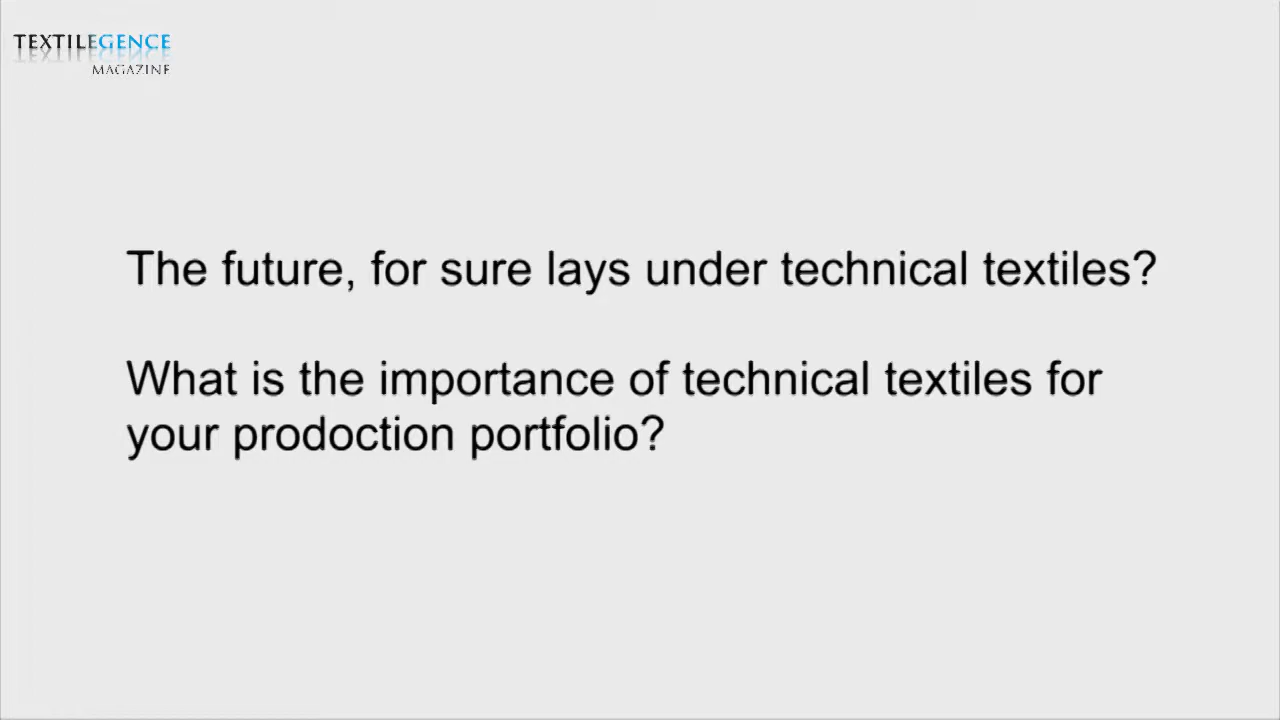 TEXTILEGENCE
MAGAZINE
The future, for sure lays under technical textiles?
What is the importance of technical textiles for
your prodoction portfolio?